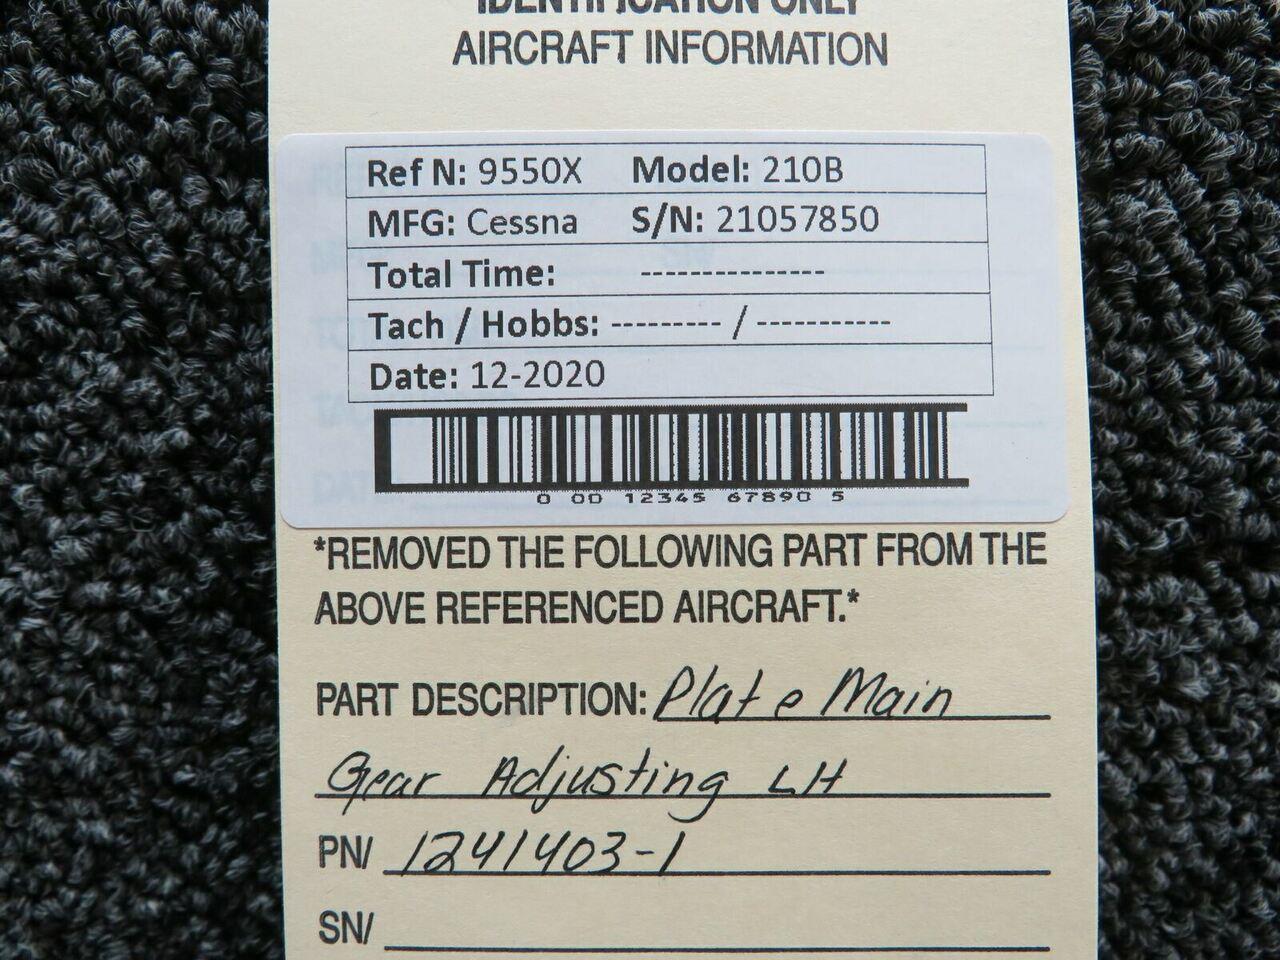 IDENTIFICATION ONLY
AIRCRAFT INFORMATION
Ref N: 9550X Model: 210B
MFG: Cessna S/N: 21057850
Total Time: ---------------
Tach / Hobbs: --------- / -----------
Date: 12-2020
0 00 12345 67890 5
*REMOVED THE FOLLOWING PART FROM THE
ABOVE REFERENCED AIRCRAFT.*
PART DESCRIPTION: Plate Main
Gear Adjusting LH
PN/ 1241403-1
SN/